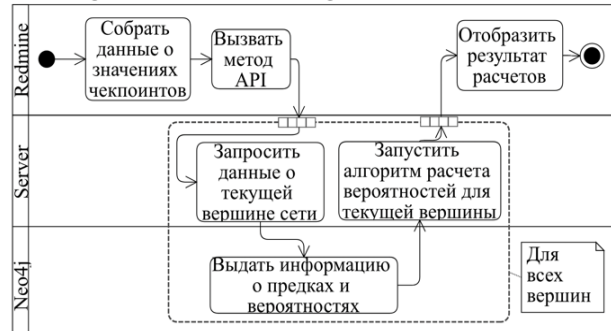 Redmine
Собрать
данные о
значениях
чекпоинтов
Вызвать
метод
API
Отобразить
результат
расчетов
Server
Запросить
данные о
текущей
вершине сети
Запустить
алгоритм расчета
вероятностей для
текущей вершины
Neo4j
Выдать информацию
о предках и
вероятностях
Для
всех
вершин